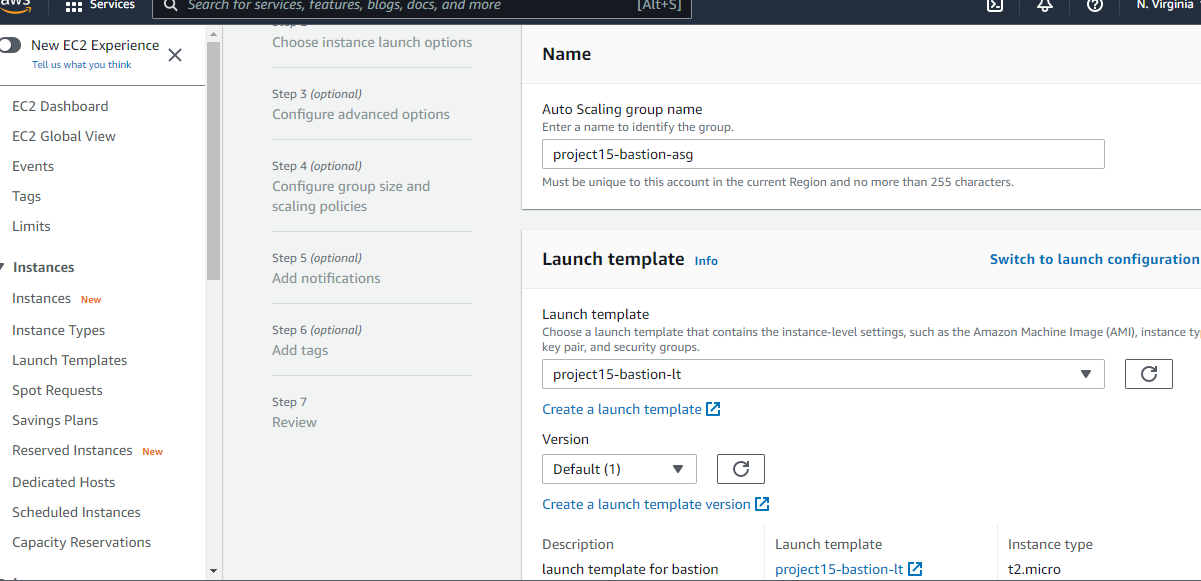 aws
Services
Search for services, features, blogs, docs, and more
[Alt+S]
N. Virginia
New EC2 Experience
Tell us what you think
EC2 Dashboard
EC2 Global View
Events
Tags
Limits
Instances
Instances New
Instance Types
Launch Templates
Spot Requests
Savings Plans
Reserved Instances New
Dedicated Hosts
Scheduled Instances
Capacity Reservations
Choose instance launch options
Step 3 (optional)
Configure advanced options
Step 4 (optional)
Configure group size and
scaling policies
Step 5 (optional)
Add notifications
Step 6 (optional)
Add tags
Step 7
Review
Name
Auto Scaling group name
Enter a name to identify the group.
project15-bastion-asg
Must be unique to this account in the current Region and no more than 255 characters.
Launch template Info
Switch to launch configuration
Launch template
Choose a launch template that contains the instance-level settings, such as the Amazon Machine Image (AMI), instance ty
key pair, and security groups.
project15-bastion-lt
Create a launch template
Version
Default (1)
Create a launch template version
Description
launch template for bastion
Launch template
project15-bastion-lt
Instance type
t2.micro